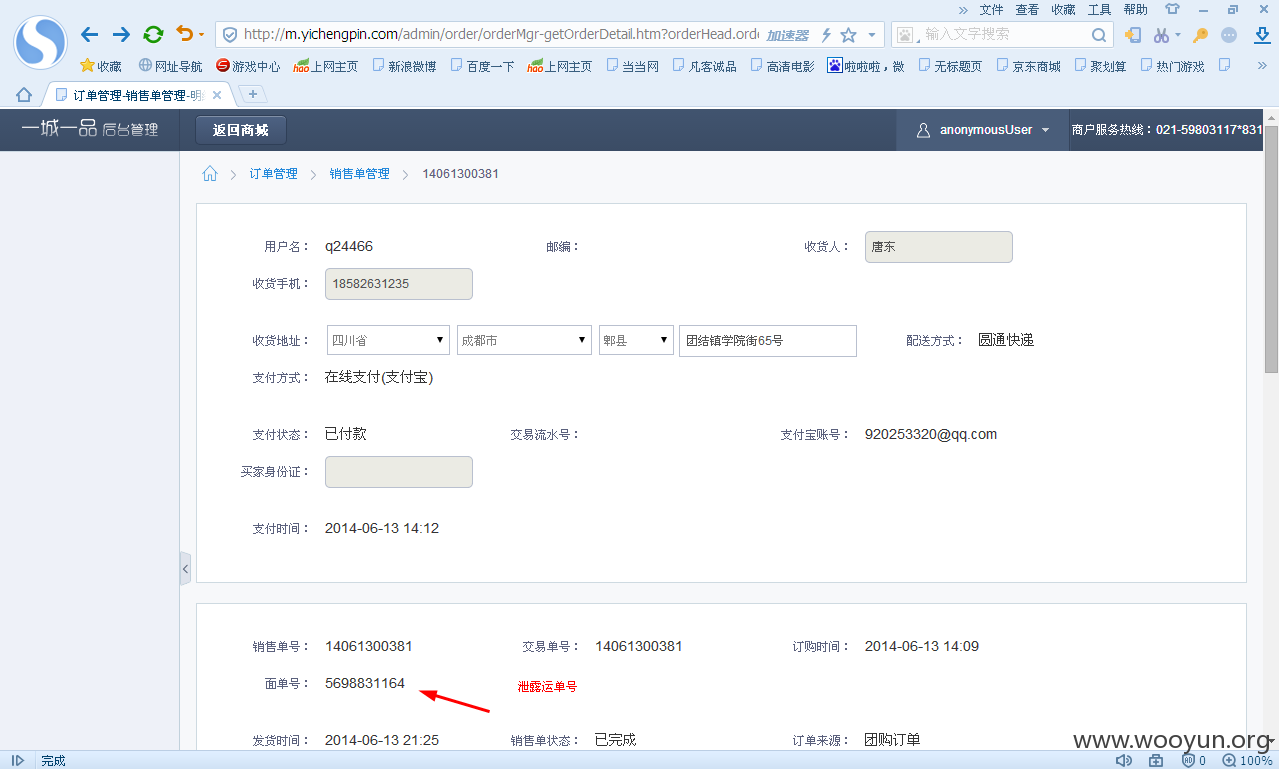 » 文件 查看 收藏 工具 帮助
http://m.yichengpin.com/admin/order/orderMgr-getOrderDetail.htm?orderHead.orde 加速器 输入文字搜索
收藏 网址导航 游戏中心 hao上网主页 新浪微博 百度一下 hao上网主页 当当网 凡客诚品 高清电影 啦啦啦，微 无标题页 京东商城 聚划算 热门游戏 »
订单管理-销售单管理-明
一城一品 后台管理 返回商城 anonymousUser 商户服务热线：021-59803117*831
订单管理 销售单管理 14061300381
用户名： q24466 邮编： 收货人： 唐东
收货手机： 18582631235
收货地址： 四川省 成都市 郫县 团结镇学院街65号 配送方式： 圆通快递
支付方式： 在线支付(支付宝)
支付状态： 已付款 交易流水号： 支付宝账号： 920253320@qq.com
买家身份证：
支付时间： 2014-06-13 14:12
销售单号： 14061300381 交易单号： 14061300381 订购时间： 2014-06-13 14:09
面单号： 5698831164 泄露运单号
发货时间： 2014-06-13 21:25 销售单状态： 已完成 订单来源： 团购订单
www.wooyun.org
完成 0 100%